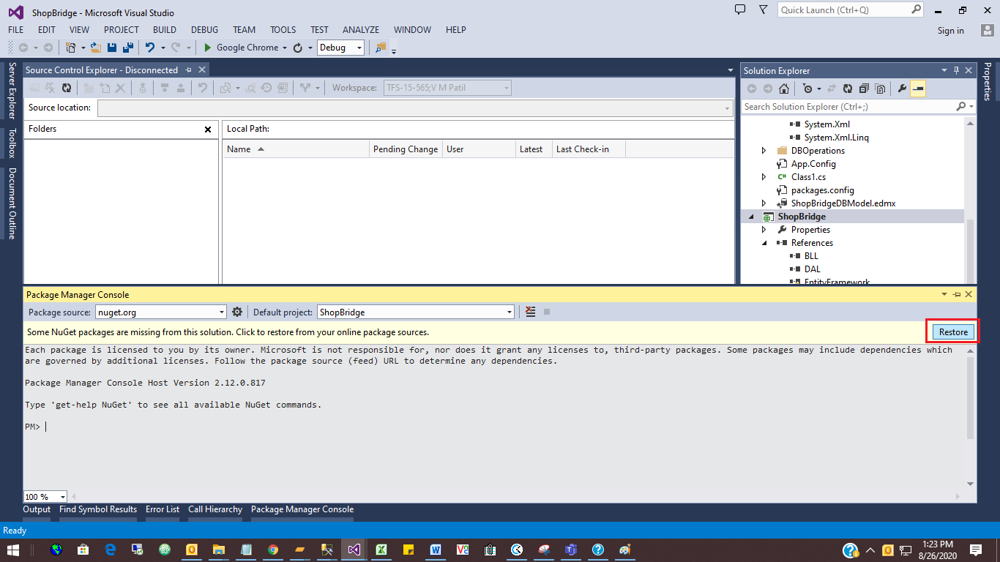 ShopBridge - Microsoft Visual Studio
Quick Launch (Ctrl+Q)
FILE EDIT VIEW PROJECT BUILD DEBUG TEAM TOOLS TEST ANALYZE WINDOW HELP
Sign in
Google Chrome
Debug
Server Explorer
Toolbox
Document Outline
Source Control Explorer - Disconnected
Workspace: TFS-15-565;V M Patil
Source location:
Folders
Local Path:
Name Pending Change User Latest Last Check-in
Solution Explorer
Search Solution Explorer (Ctrl+;)
System.Xml
System.Xml.Linq
DBOperations
App.Config
Class1.cs
packages.config
ShopBridgeDBModel.edmx
ShopBridge
Properties
References
BLL
DAL
EntityFramework
Properties
Package Manager Console
Package source: nuget.org Default project: ShopBridge
Some NuGet packages are missing from this solution. Click to restore from your online package sources.
Restore
Each package is licensed to you by its owner. Microsoft is not responsible for, nor does it grant any licenses to, third-party packages. Some packages may include dependencies which
are governed by additional licenses. Follow the package source (feed) URL to determine any dependencies.
Package Manager Console Host Version 2.12.0.817
Type 'get-help NuGet' to see all available NuGet commands.
PM>
100 %
Output Find Symbol Results Error List Call Hierarchy Package Manager Console
Ready
1:23 PM
8/26/2020